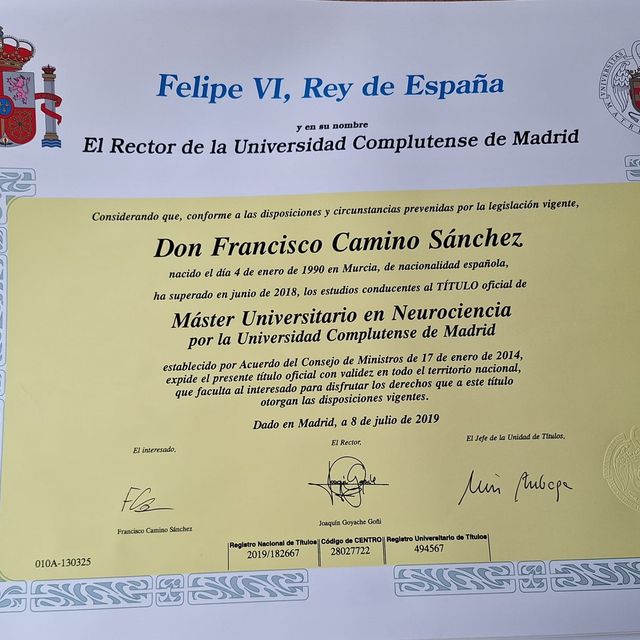 Felipe VI, Rey de España
y en su nombre
El Rector de la Universidad Complutense de Madrid
Considerando que, conforme a las disposiciones y circunstancias prevenidas por la legislación vigente,
Don Francisco Camino Sánchez
nacido el día 4 de enero de 1990 en Murcia, de nacionalidad española,
ha superado en junio de 2018, los estudios conducentes al TÍTULO oficial de
Máster Universitario en Neurociencia
por la Universidad Complutense de Madrid
establecido por Acuerdo del Consejo de Ministros de 17 de enero de 2014,
expide el presente título oficial con validez en todo el territorio nacional,
que faculta al interesado para disfrutar los derechos que a este título
otorgan las disposiciones vigentes.
Dado en Madrid, a 8 de julio de 2019
El interesado,
El Rector,
El Jefe de la Unidad de Títulos,
Francisco Camino Sánchez
Joaquín Goyache Goñi
Registro Nacional de Títulos Código de CENTRO Registro Universitario de Títulos
2019/182667 28027722 494567
010A-130325